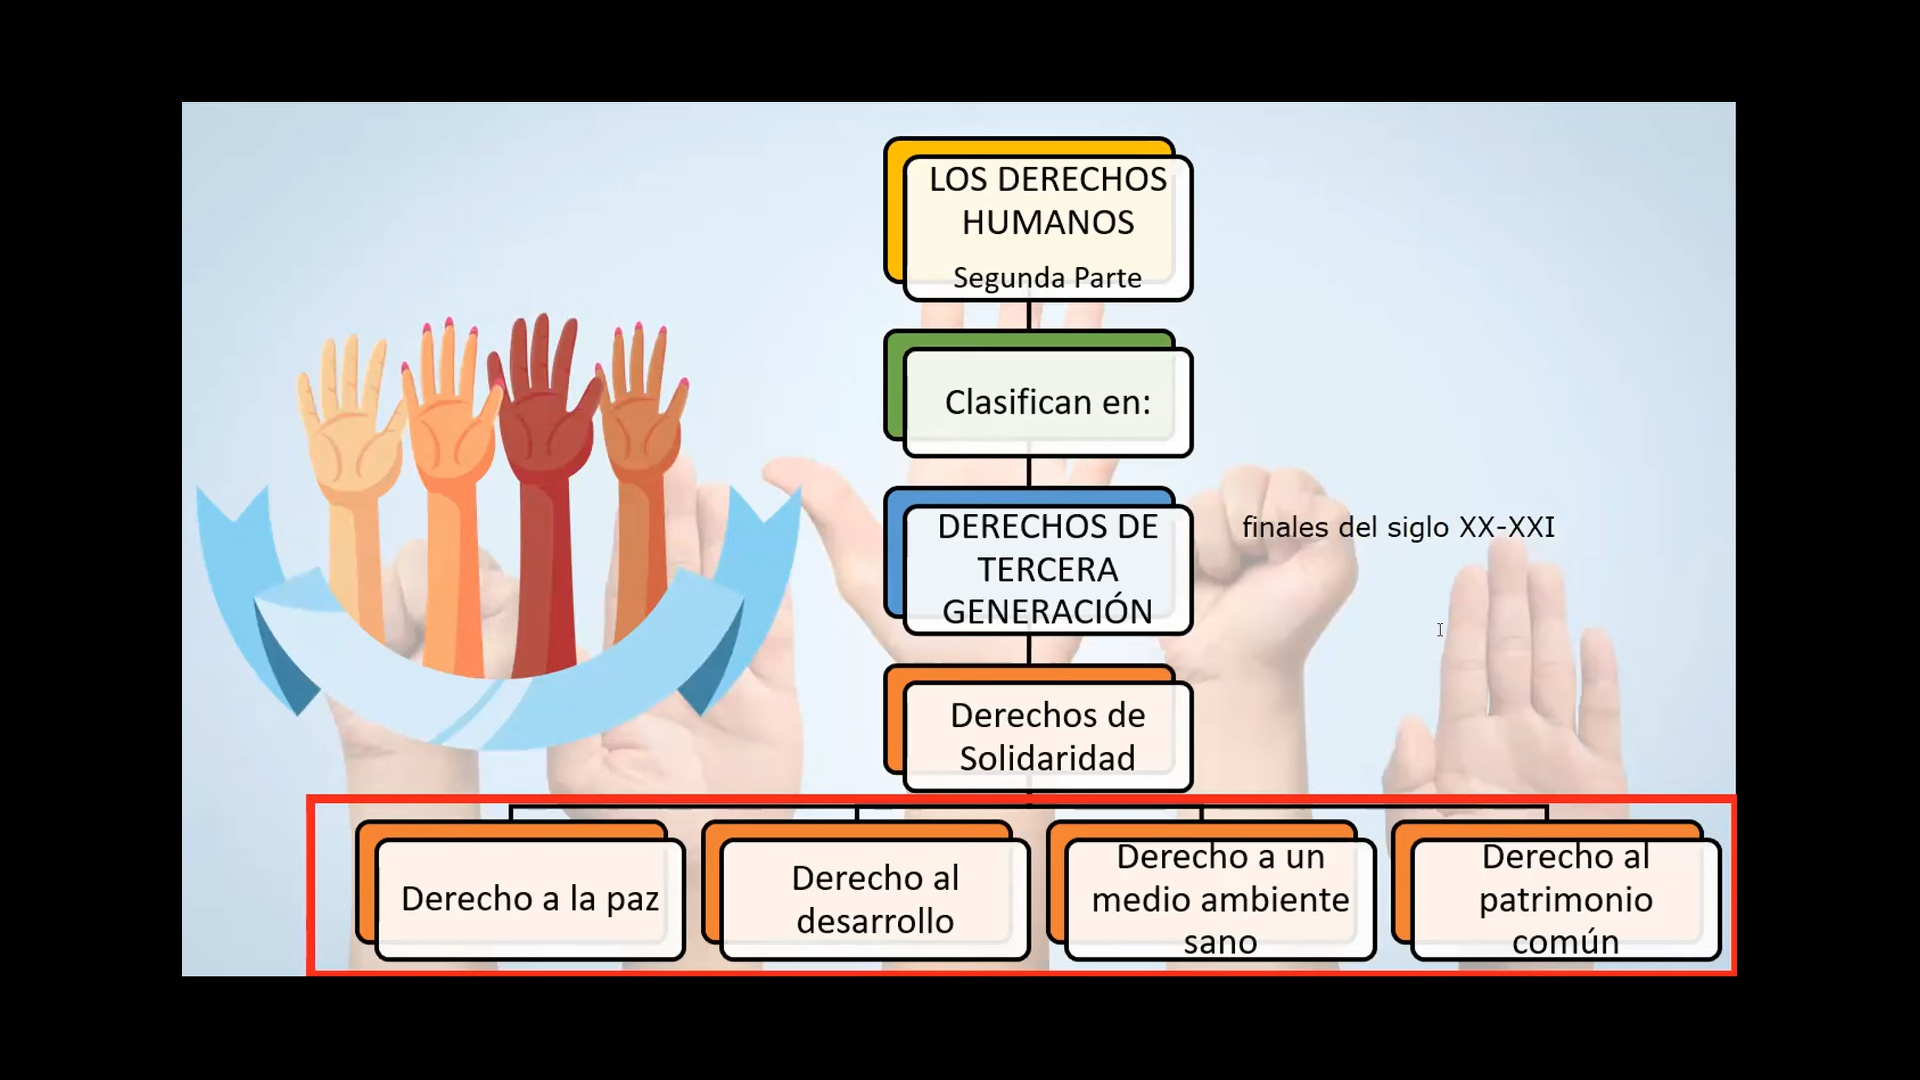 LOS DERECHOS
HUMANOS
Segunda Parte
Clasifican en:
DERECHOS DE
TERCERA
GENERACIÓN
finales del siglo XX-XXI
Derechos de
Solidaridad
Derecho a la paz
Derecho al
desarrollo
Derecho a un
medio ambiente
sano
Derecho al
patrimonio
común